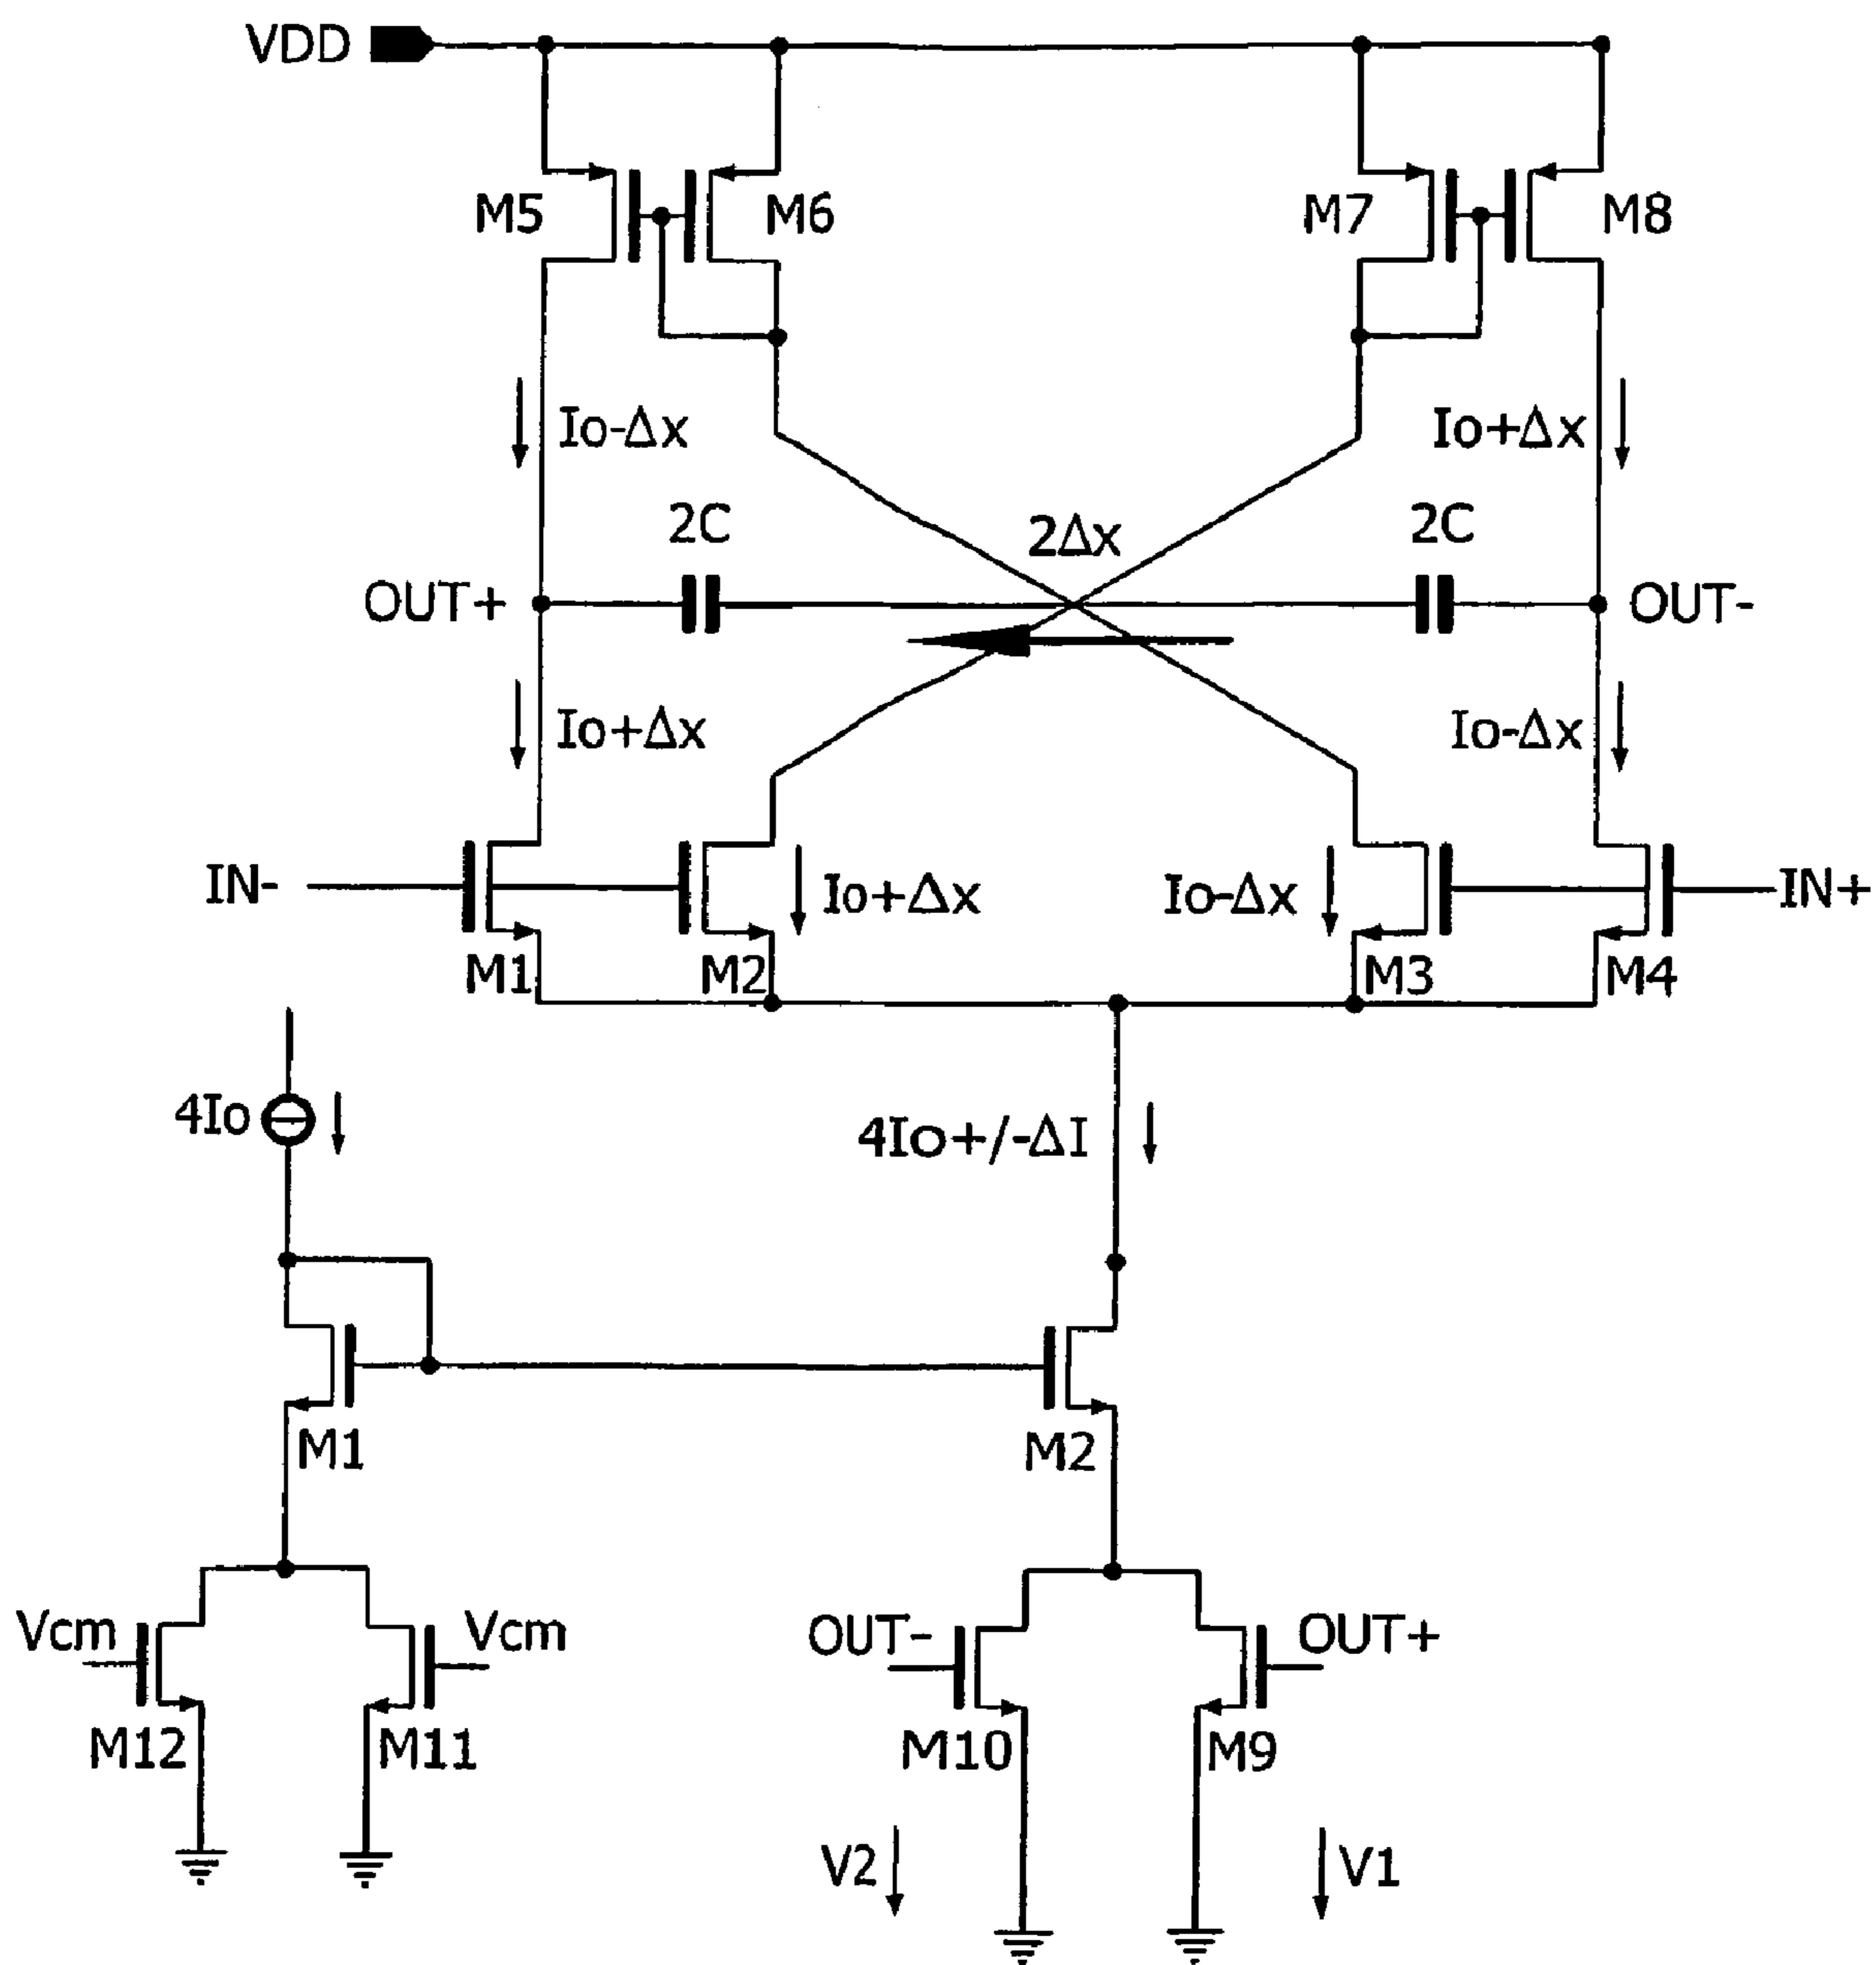 VDD
M5
M6
M7
M8
Io-Δx
Io+Δx
2C
2Δx
2C
OUT+
OUT-
Io+Δx
Io-Δx
IN-
Io+Δx
Io-Δx
IN+
M1
M2
M3
M4
4Io
4Io+/-ΔI
M1
M2
Vcm
Vcm
OUT-
OUT+
M12
M11
M10
M9
V2
V1